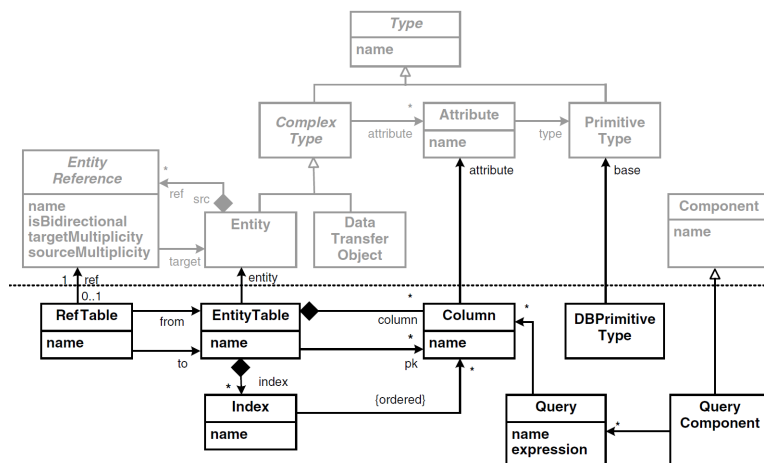 Type
name
Complex
Type
*
attribute
Attribute
name
type
Primitive
Type
Entity
Reference
name
isBidirectional
targetMultiplicity
sourceMultiplicity
*
ref
src
target
Entity
Data
Transfer
Object
attribute
base
Component
name
1
ref
0..1
entity
RefTable
name
from
to
EntityTable
name
*
column
*
pk
Column
name
*
DBPrimitive
Type
*
index
*
Index
name
{ordered}
Query
name
expression
*
Query
Component